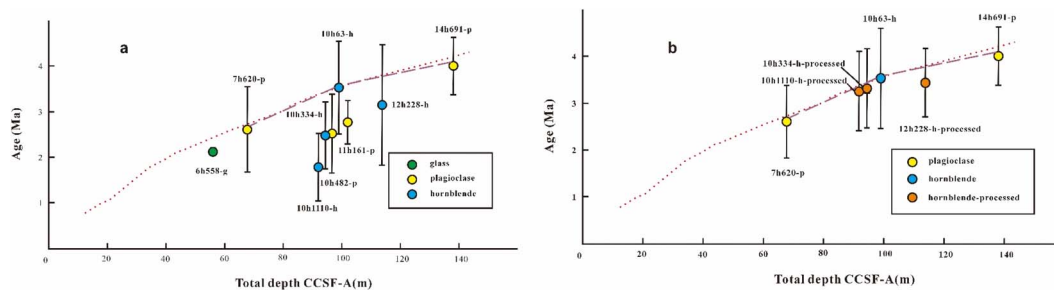 a
14h691-p
10h63-h
7h620-p
10h334-h
12h228-h
11h161-p
6h558-g
10h482-p
10h1110-h
glass
plagioclase
hornblende
Age (Ma)
4
3
2
1
0
20
40
60
80
100
120
140
Total depth CCSF-A(m)
b
14h691-p
10h63-h
10h334-h-processed
10h1110-h-processed
12h228-h-processed
7h620-p
plagioclase
hornblende
hornblende-processed
Age (Ma)
4
3
2
1
0
20
40
60
80
100
120
140
Total depth CCSF-A(m)